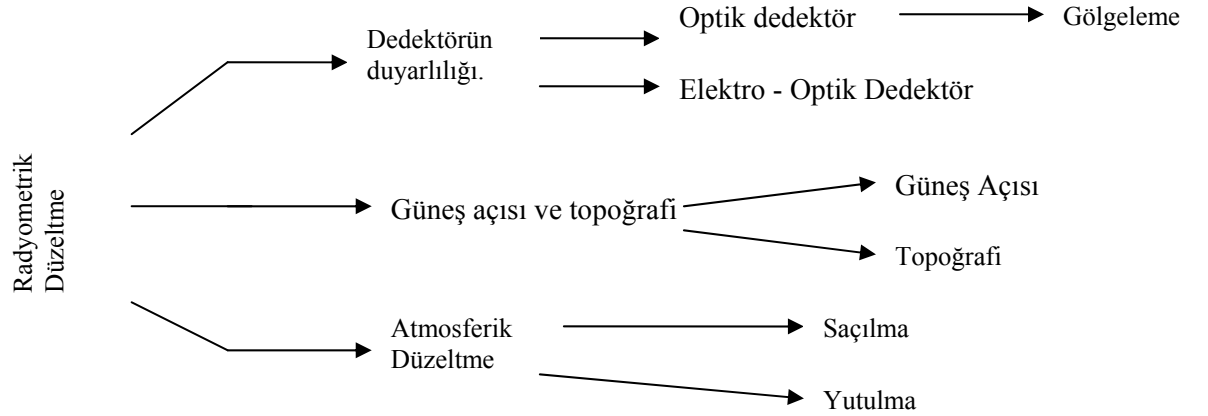 Radyometrik
Düzeltme
Dedektörün
duyarlılığı.
Optik dedektör
Gölgeleme
Elektro - Optik Dedektör
Güneş açısı ve topoğrafi
Güneş Açısı
Topoğrafi
Atmosferik
Düzeltme
Saçılma
Yutulma